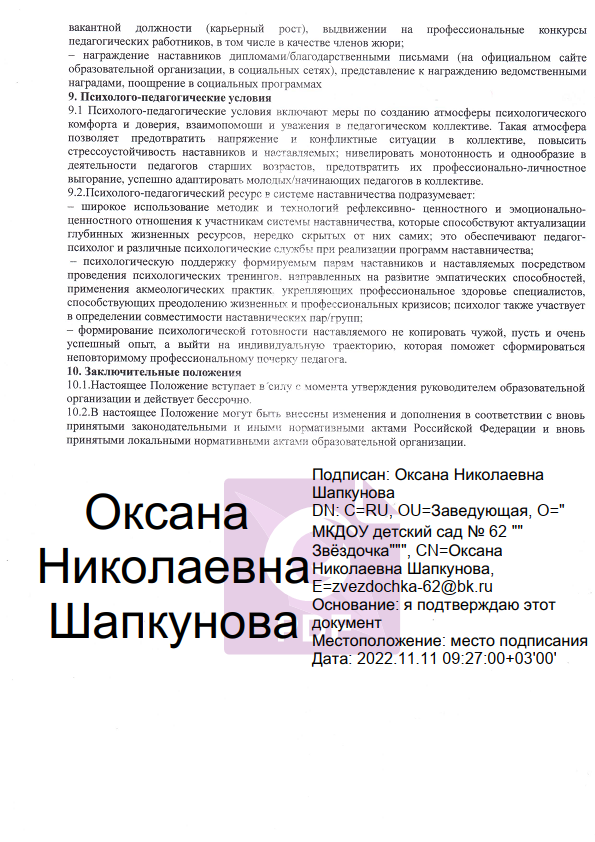 вакантной должности (карьерный рост), выдвижении на профессиональные конкурсы
педагогических работников, в том числе в качестве членов жюри;
– награждение наставников дипломами/благодарственными письмами (на официальном сайте
образовательной организации, в социальных сетях), представление к награждению ведомственными
наградами, поощрение в социальных программах
9. Психолого-педагогические условия
9.1 Психолого-педагогические условия включают меры по созданию атмосферы психологического
комфорта и доверия, взаимопомощи и уважения в педагогическом коллективе. Такая атмосфера
позволяет предотвратить напряжение и конфликтные ситуации в коллективе, повысить
стрессоустойчивость наставников и наставляемых; нивелировать монотонность и однообразие в
деятельности педагогов старших возрастов, предотвратить их профессионально-личностное
выгорание, успешно адаптировать молодых/начинающих педагогов в коллективе.
9.2.Психолого-педагогический ресурс в системе наставничества подразумевает:
– широкое использование методик и технологий рефлексивно- ценностного и эмоционально-
ценностного отношения к участникам системы наставничества, которые способствуют актуализации
глубинных жизненных ресурсов, нередко скрытых от них самих; это обеспечивают педагог-
психолог и различные психологические службы при реализации программ наставничества;
– психологическую поддержку формируемым парам наставников и наставляемых посредством
проведения психологических тренингов, направленных на развитие эмпатических способностей,
применения акмеологических практик, укрепляющих профессиональное здоровье специалистов,
способствующих преодолению жизненных и профессиональных кризисов; психолог также участвует
в определении совместимости наставнических пар/групп;
– формирование психологической готовности наставляемого не копировать чужой, пусть и очень
успешный опыт, а выйти на индивидуальную траекторию, которая поможет сформироваться
неповторимому профессиональному почерку педагога.
10. Заключительные положения
10.1.Настоящее Положение вступает в силу с момента утверждения руководителем образовательной
организации и действует бессрочно.
10.2.В настоящее Положение могут быть внесены изменения и дополнения в соответствии с вновь
принятыми законодательными и иными нормативными актами Российской Федерации и вновь
принятыми локальными нормативными актами образовательной организации.
Оксана
Николаевна
Шапкунова
Подписан: Оксана Николаевна
Шапкунова
DN: C=RU, OU=Заведующая, O="
МКДОУ детский сад № 62 ""
Звёздочка""", CN=Оксана
Николаевна Шапкунова,
E=zvezdochka-62@bk.ru
Основание: я подтверждаю этот
документ
Местоположение: место подписания
Дата: 2022.11.11 09:27:00+03'00'